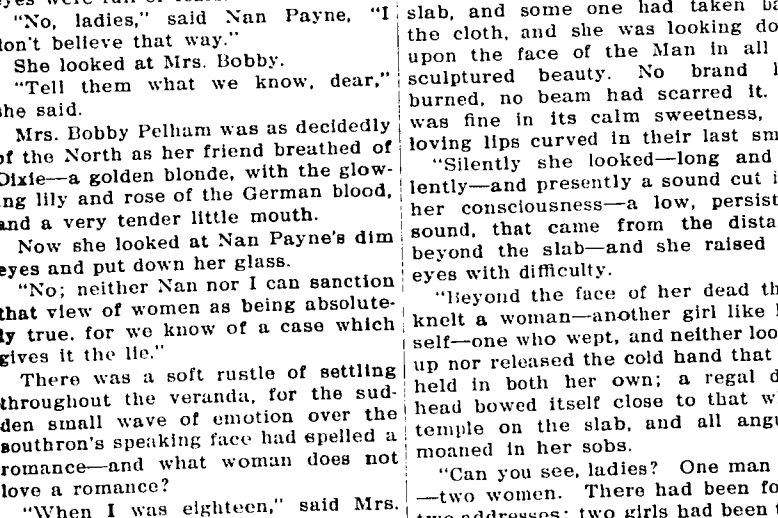 "No, ladies," said Nan Payne, "I
don't believe that way."
She looked at Mrs. Bobby.
"Tell them what we know, dear,"
she said.
Mrs. Bobby Pelham was as decidedly
of the North as her friend breathed of
Dixie—a golden blonde, with the glow-
ing lily and rose of the German blood,
and a very tender little mouth.
Now she looked at Nan Payne's dim
eyes and put down her glass.
"No; neither Nan nor I can sanction
that view of women as being absolute-
ly true. for we know of a case which
gives it the lie."
There was a soft rustle of settling
throughout the veranda, for the sud-
den small wave of emotion over the
southron's speaking face had spelled a
romance—and what woman does not
love a romance?
"When I was eighteen," said Mrs.
slab, and some one had taken
the cloth, and she was looking
upon the face of the Man in all
sculptured beauty. No brand
burned, no beam had scarred it.
was fine in its calm sweetness,
loving lips curved in their last
"Silently she looked—long and
lently—and presently a sound cut
her consciousness—a low,
sound, that came from the
beyond the slab—and she raised
eyes with difficulty.
"Beyond the face of her dead
knelt a woman—another girl like
self—one who wept, and neither
up nor released the cold hand that
held in both her own; a regal
head bowed itself close to that
temple on the slab, and all
moaned in her sobs.
"Can you see, ladies? One man
—two women. There had been
two addresses; two girls had been